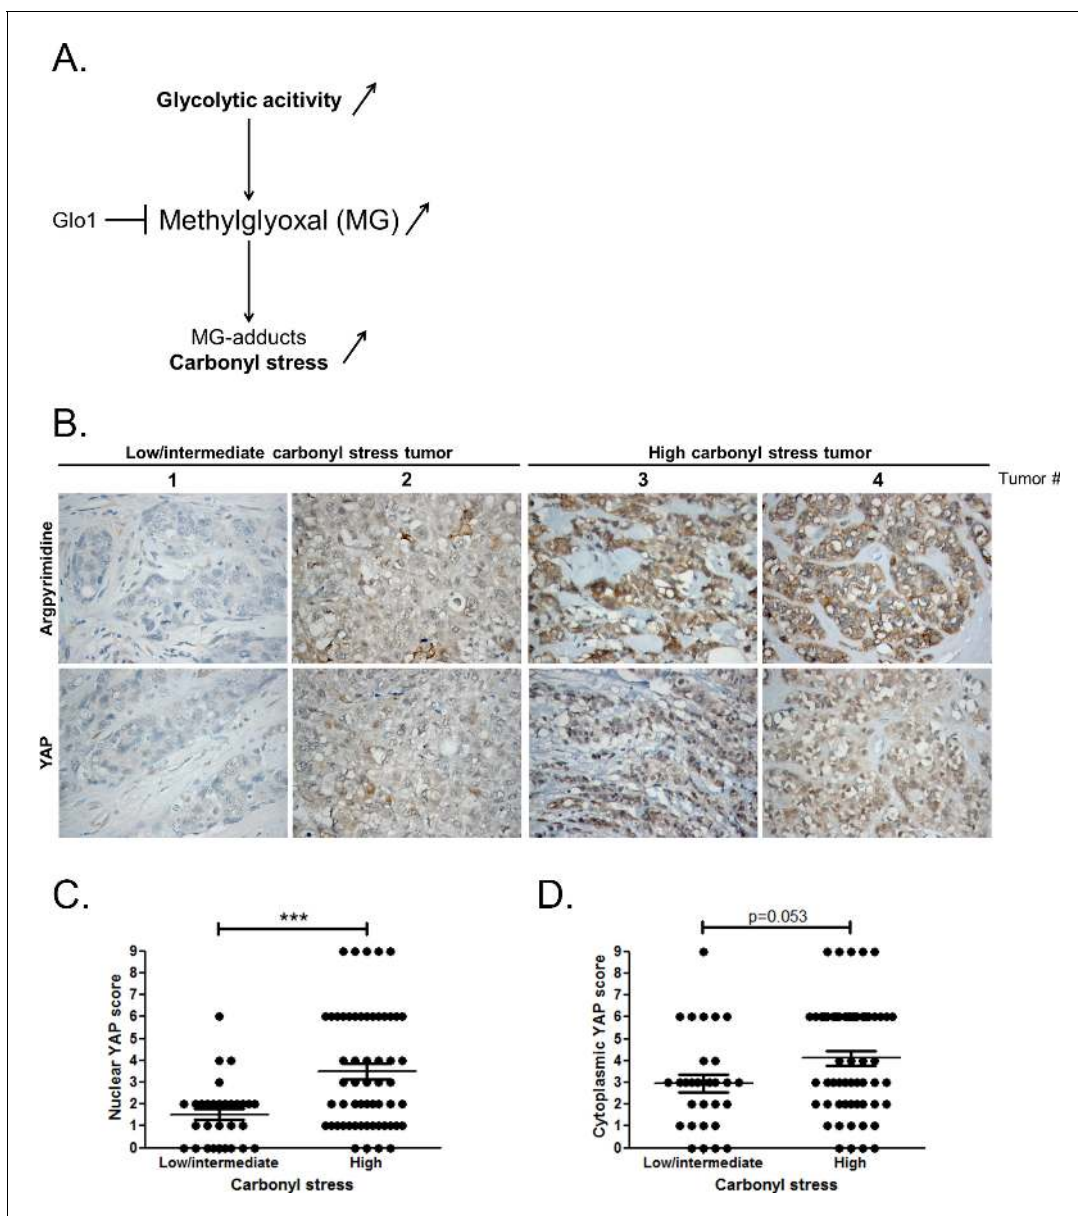 A.
Glycolytic acitivity
Glo1
Methylglyoxal (MG)
MG-adducts
Carbonyl stress
B.
Low/intermediate carbonyl stress tumor
High carbonyl stress tumor
1 2 3 4 Tumor #
Argpyrimidine
YAP
C.
***
Nuclear YAP score
9
8
7
6
5
4
3
2
1
0
Low/intermediate High
Carbonyl stress
D.
p=0.053
Cytoplasmic YAP score
9
8
7
6
5
4
3
2
1
0
Low/intermediate High
Carbonyl stress